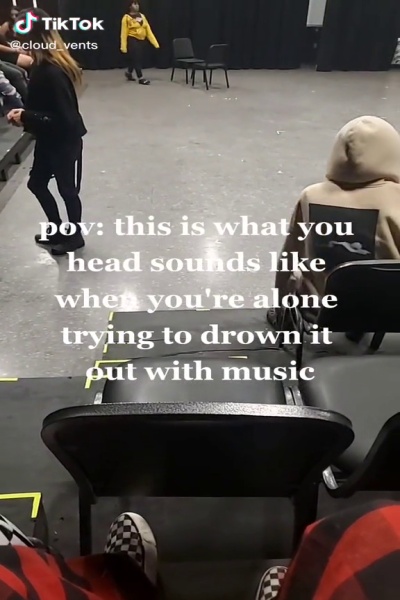 TikTok
@cloud_vents
pov: this is what you
head sounds like
when you're alone
trying to drown it
out with music